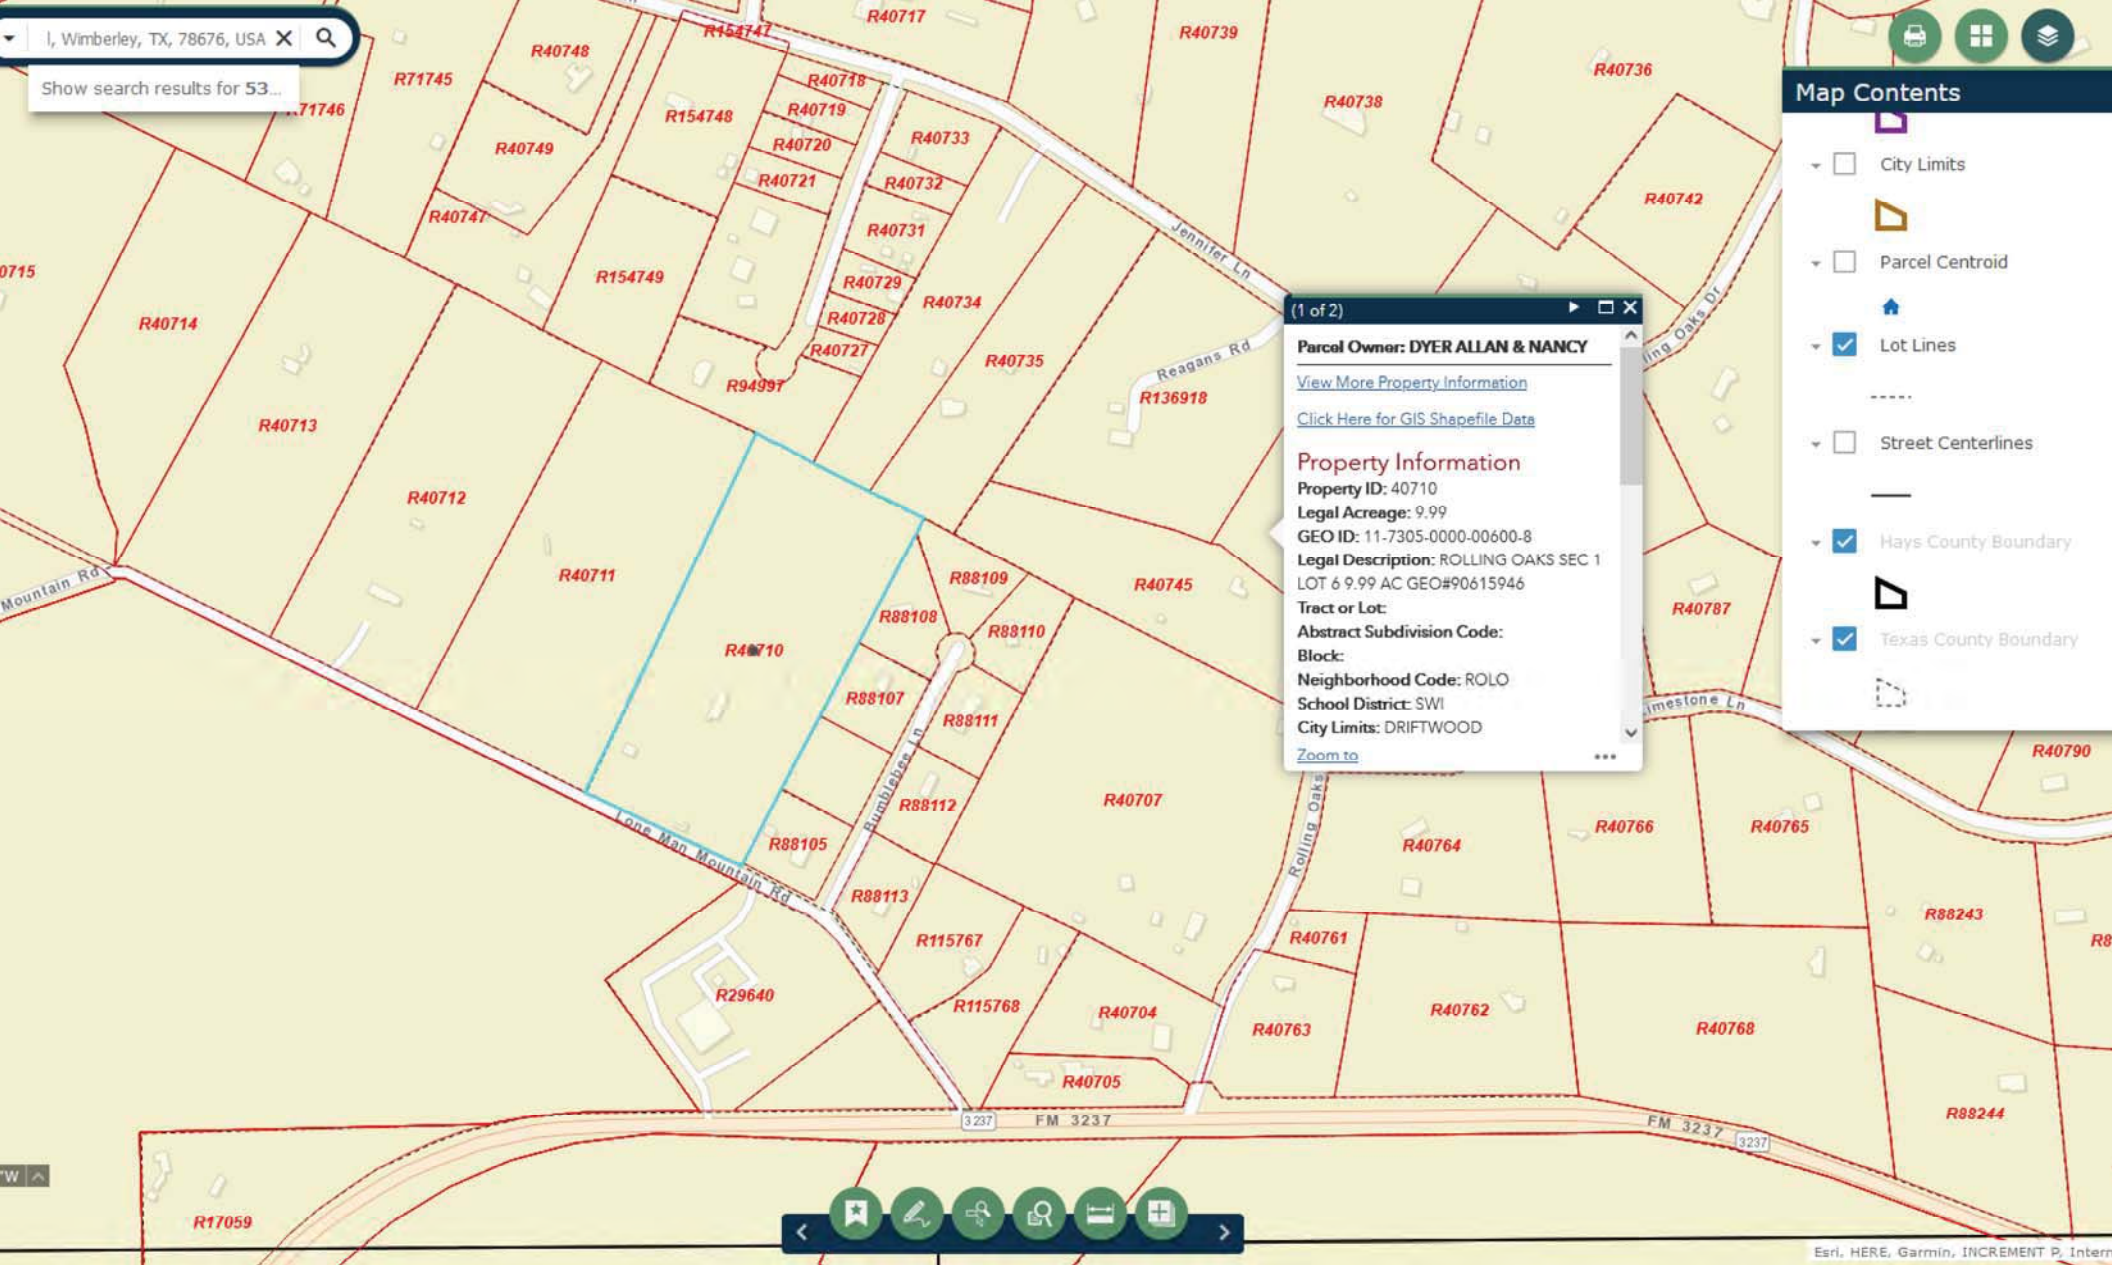 l, Wimberley, TX, 78676, USA
Show search results for 53...
R154747
R40717
R40739
R40748
R71745
R71746
R40718
R40719
R154748
R40738
R40736
R40749
R40720
R40733
R40721
R40732
R40742
R40747
R40731
Jennifer Ln
R154749
R40729
R40734
0715
R40714
R40728
R40727
R40735
Reagans Rd
R94997
R136918
R40713
R40712
R40711
R88109
R40745
R88108
R88110
Mountain Rd
R40710
R88107
R88111
Bumblebee Ln
R88112
R40707
Lone Man Mountain Rd
R88105
R88113
R115767
R29640
R115768
R40704
R40705
Rolling Oaks
R40764
R40766
R40765
R40761
R40763
R40762
R40768
R88243
R88244
R40787
R40790
R8
ing Oaks Dr
imestone Ln
3237
FM 3237
FM 3237
3237
R17059
"W
(1 of 2)
Parcel Owner: DYER ALLAN & NANCY
View More Property Information
Click Here for GIS Shapefile Data
Property Information
Property ID: 40710
Legal Acreage: 9.99
GEO ID: 11-7305-0000-00600-8
Legal Description: ROLLING OAKS SEC 1
LOT 6 9.99 AC GEO#90615946
Tract or Lot:
Abstract Subdivision Code:
Block:
Neighborhood Code: ROLO
School District: SWI
City Limits: DRIFTWOOD
Zoom to
Map Contents
City Limits
Parcel Centroid
Lot Lines
Street Centerlines
Hays County Boundary
Texas County Boundary
Esri, HERE, Garmin, INCREMENT P, Interm